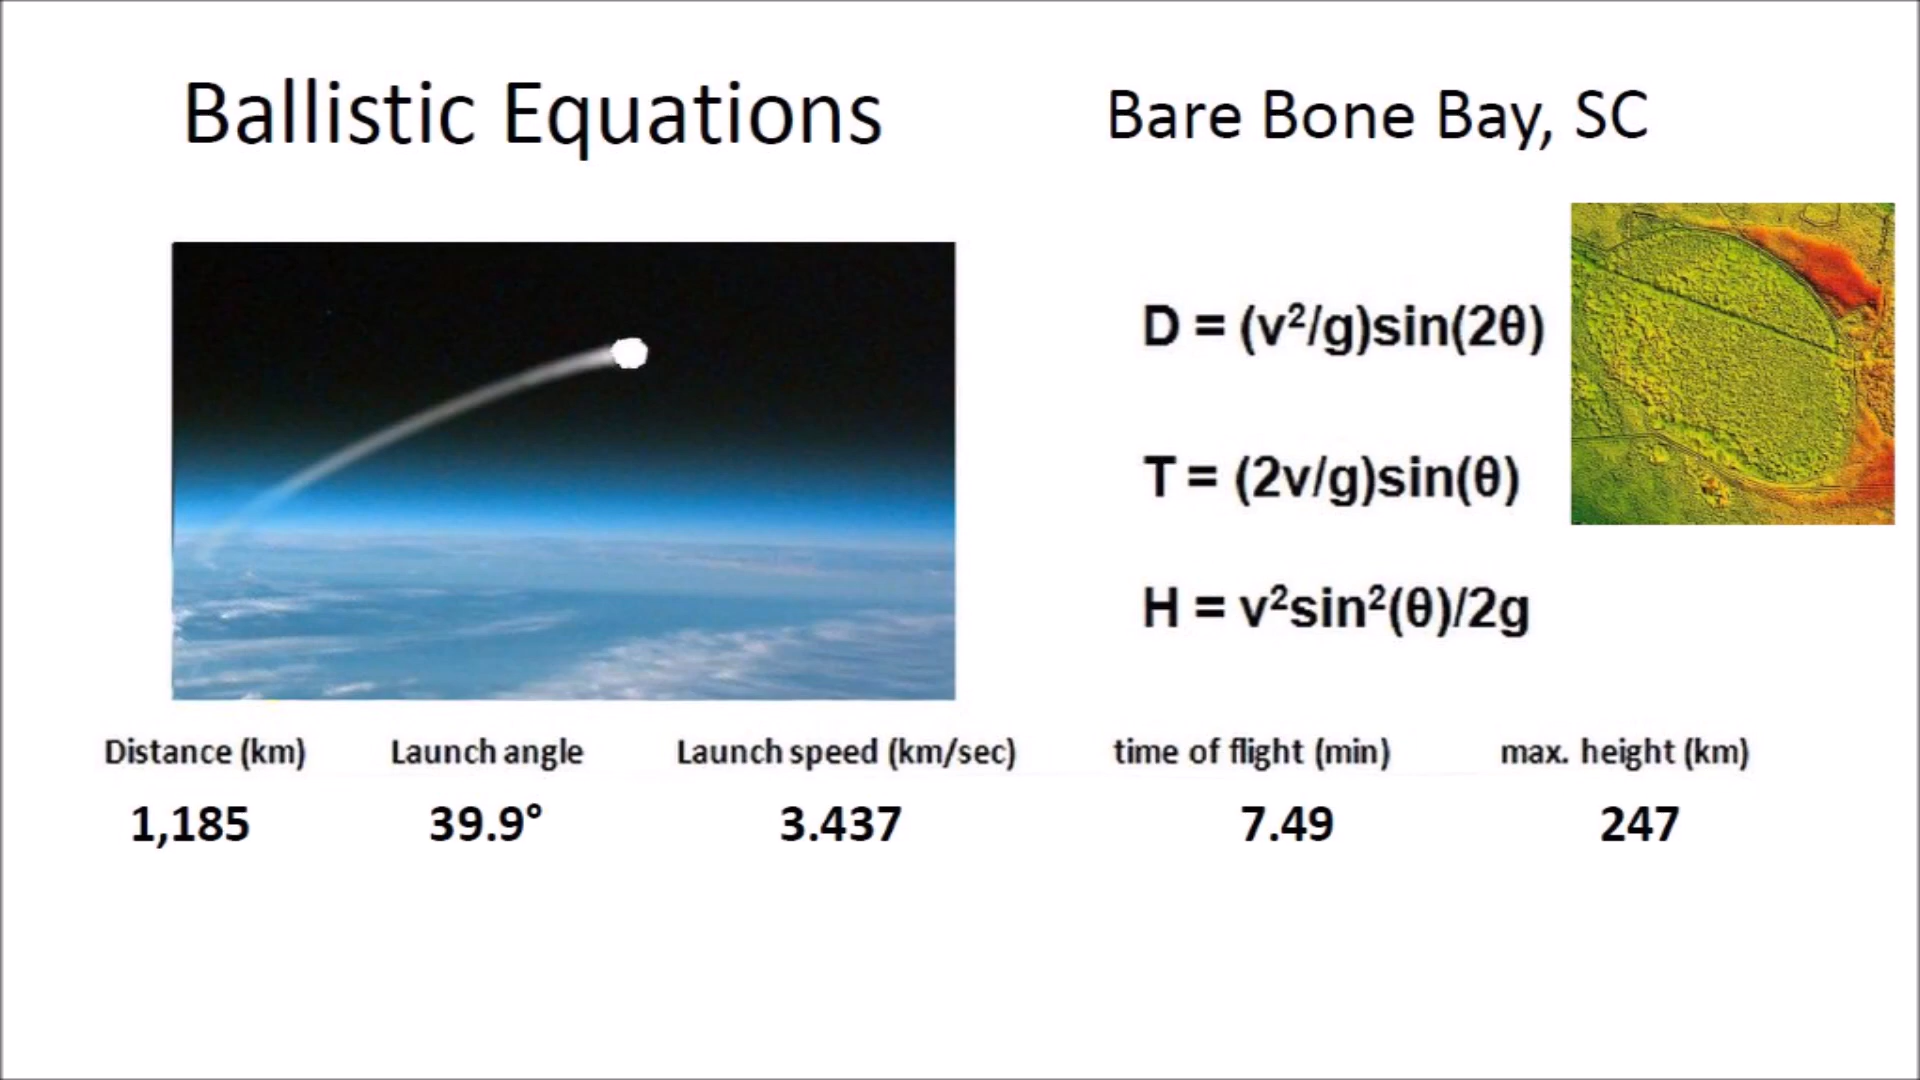 Ballistic Equations
Bare Bone Bay, SC
D = (v²/g)sin(2θ)
T = (2v/g)sin(θ)
H = v²sin²(θ)/2g
Distance (km) Launch angle Launch speed (km/sec) time of flight (min) max. height (km)
1,185 39.9° 3.437 7.49 247